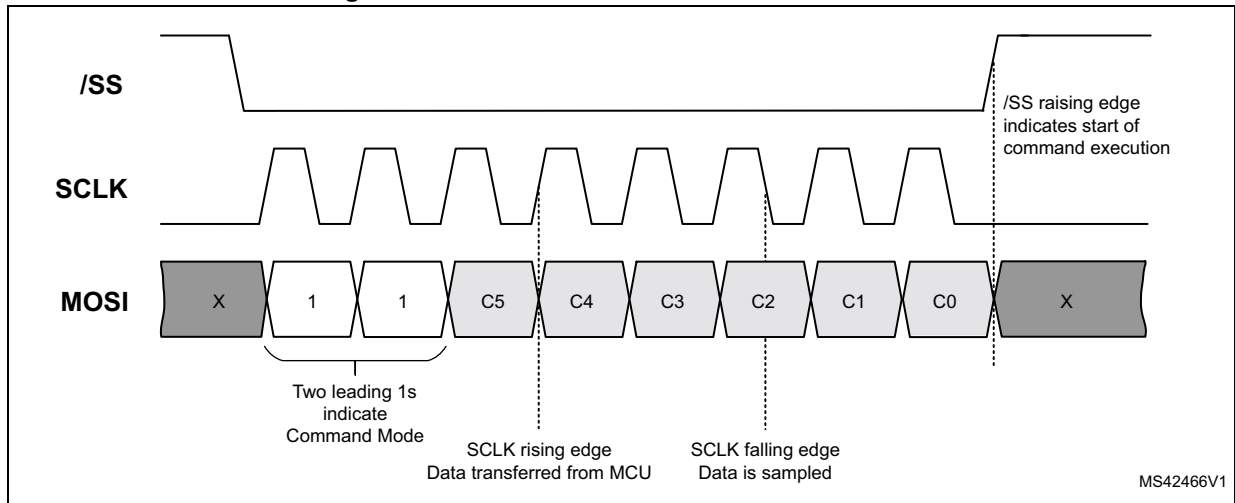 /SS
/SS raising edge
indicates start of
command execution
SCLK
MOSI
X 1 1 C5 C4 C3 C2 C1 C0 X
Two leading 1s
indicate
Command Mode
SCLK rising edge
Data transferred from MCU
SCLK falling edge
Data is sampled
MS42466V1